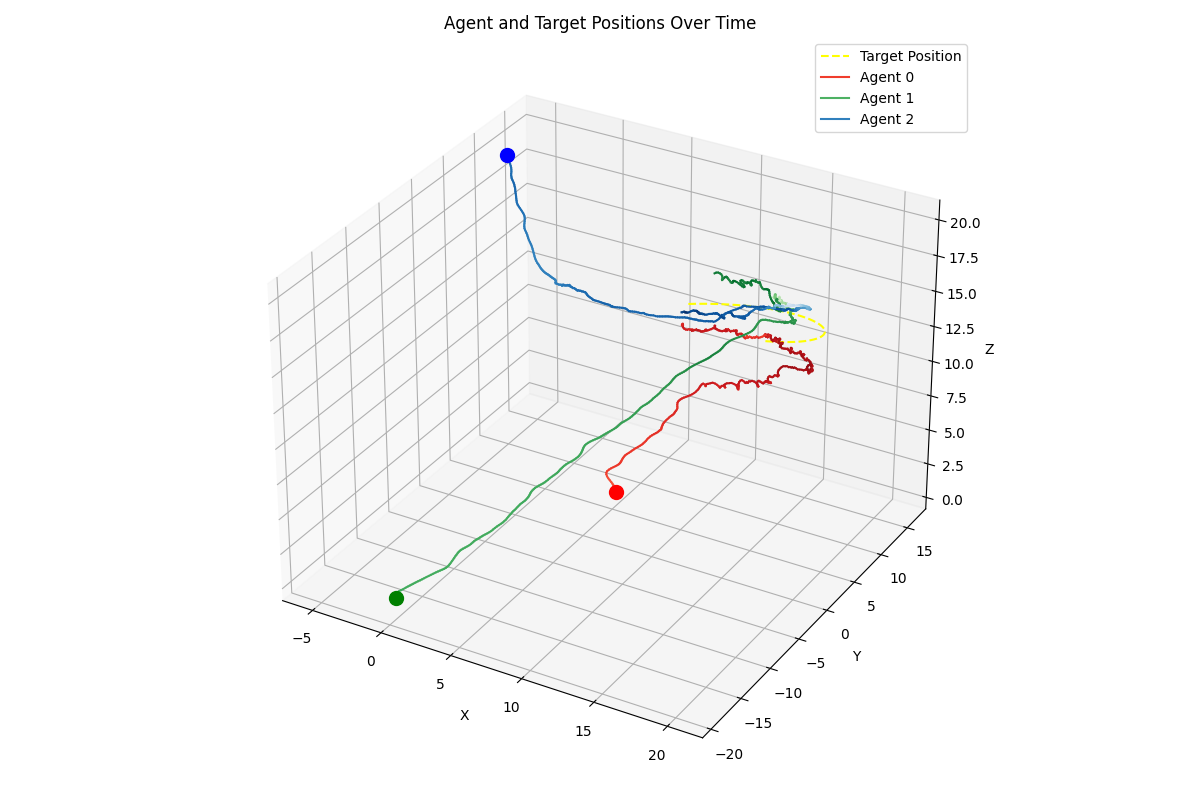 Agent and Target Positions Over Time
Target Position
Agent 0
Agent 1
Agent 2
20.0
17.5
15.0
12.5
10.0
7.5
5.0
2.5
0.0
Z
15
10
5
0
−5
−10
−15
−20
Y
−5
0
5
10
15
20
X